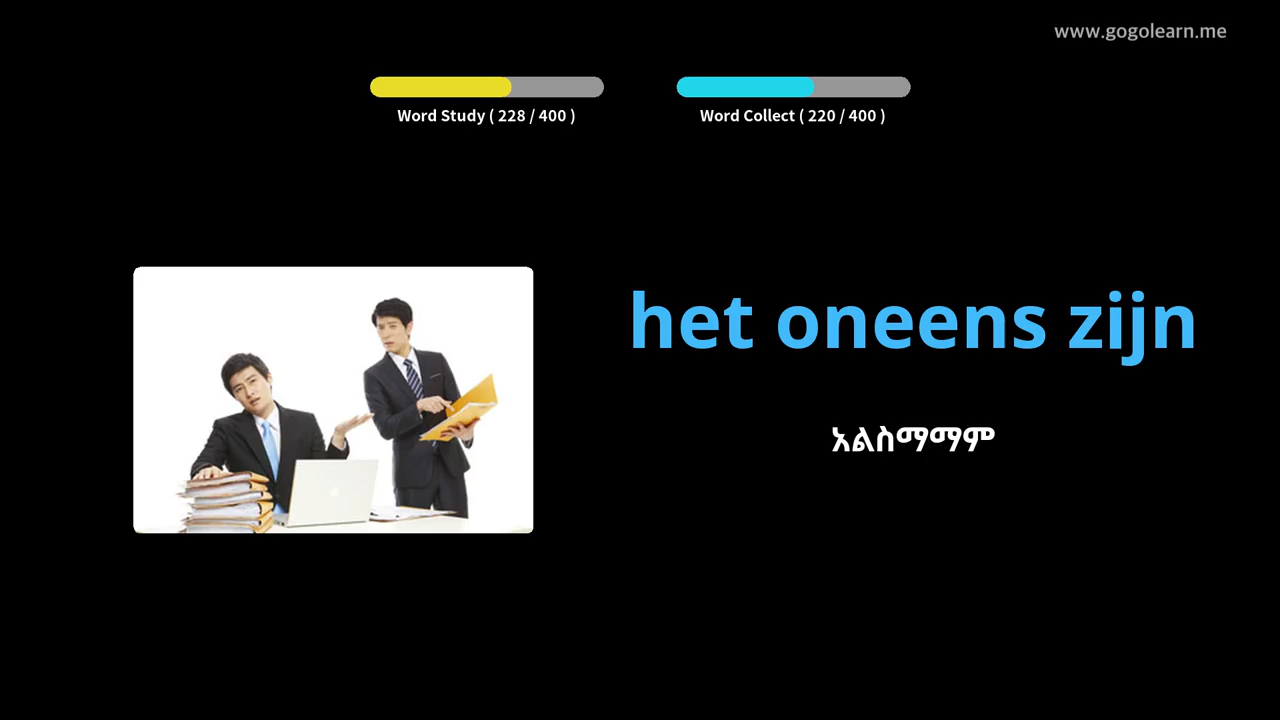 www.gogolearn.me
Word Study ( 228 / 400 )
Word Collect ( 220 / 400 )
het oneens zijn
አልስማማም